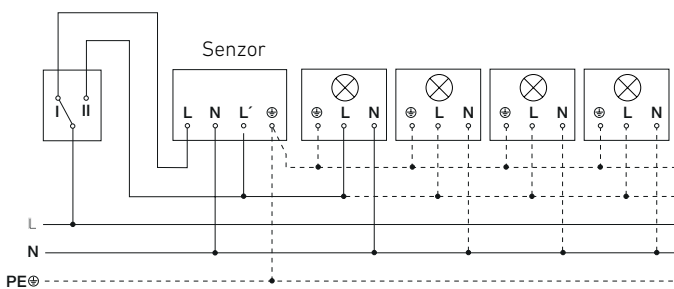 Senzor
I II
L N L´ ⏚
⏚ L N
⏚ L N
⏚ L N
⏚ L N
L
N
PE⏚